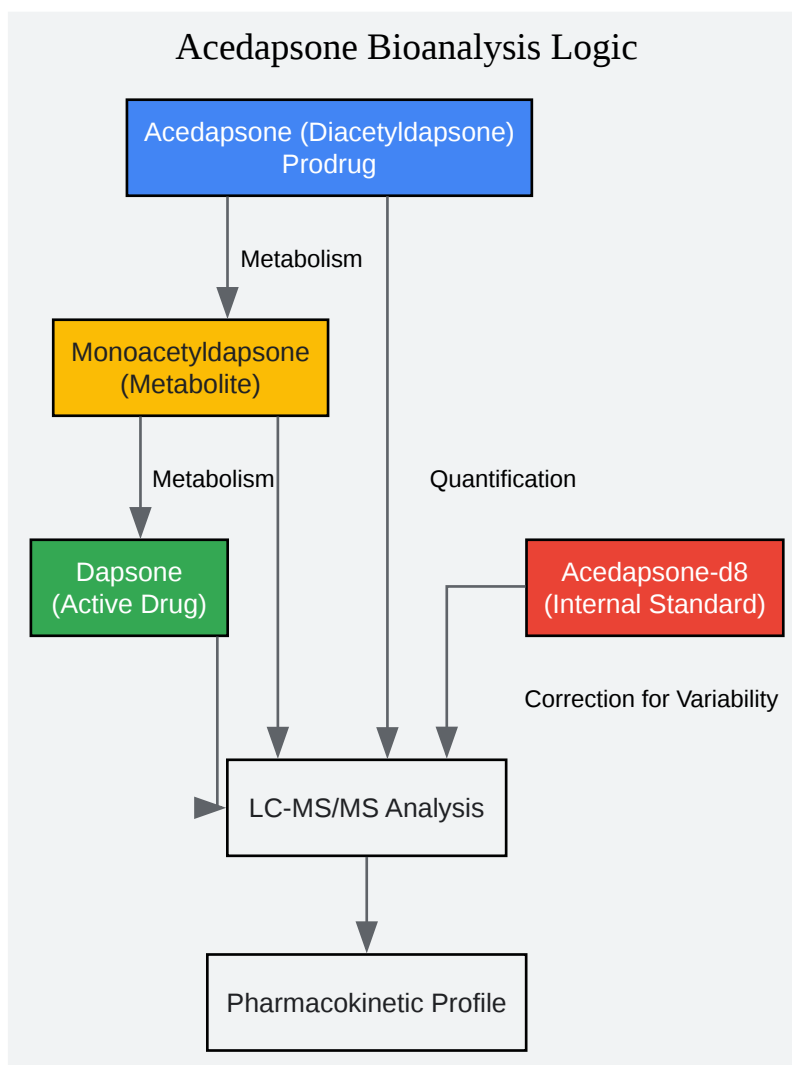 Acedapsone Bioanalysis Logic
Acedapsone (Diacetyldapsone)
Prodrug
Metabolism
Monoacetyldapsone
(Metabolite)
Metabolism
Quantification
Dapsone
(Active Drug)
Acedapsone-d8
(Internal Standard)
Correction for Variability
LC-MS/MS Analysis
Pharmacokinetic Profile